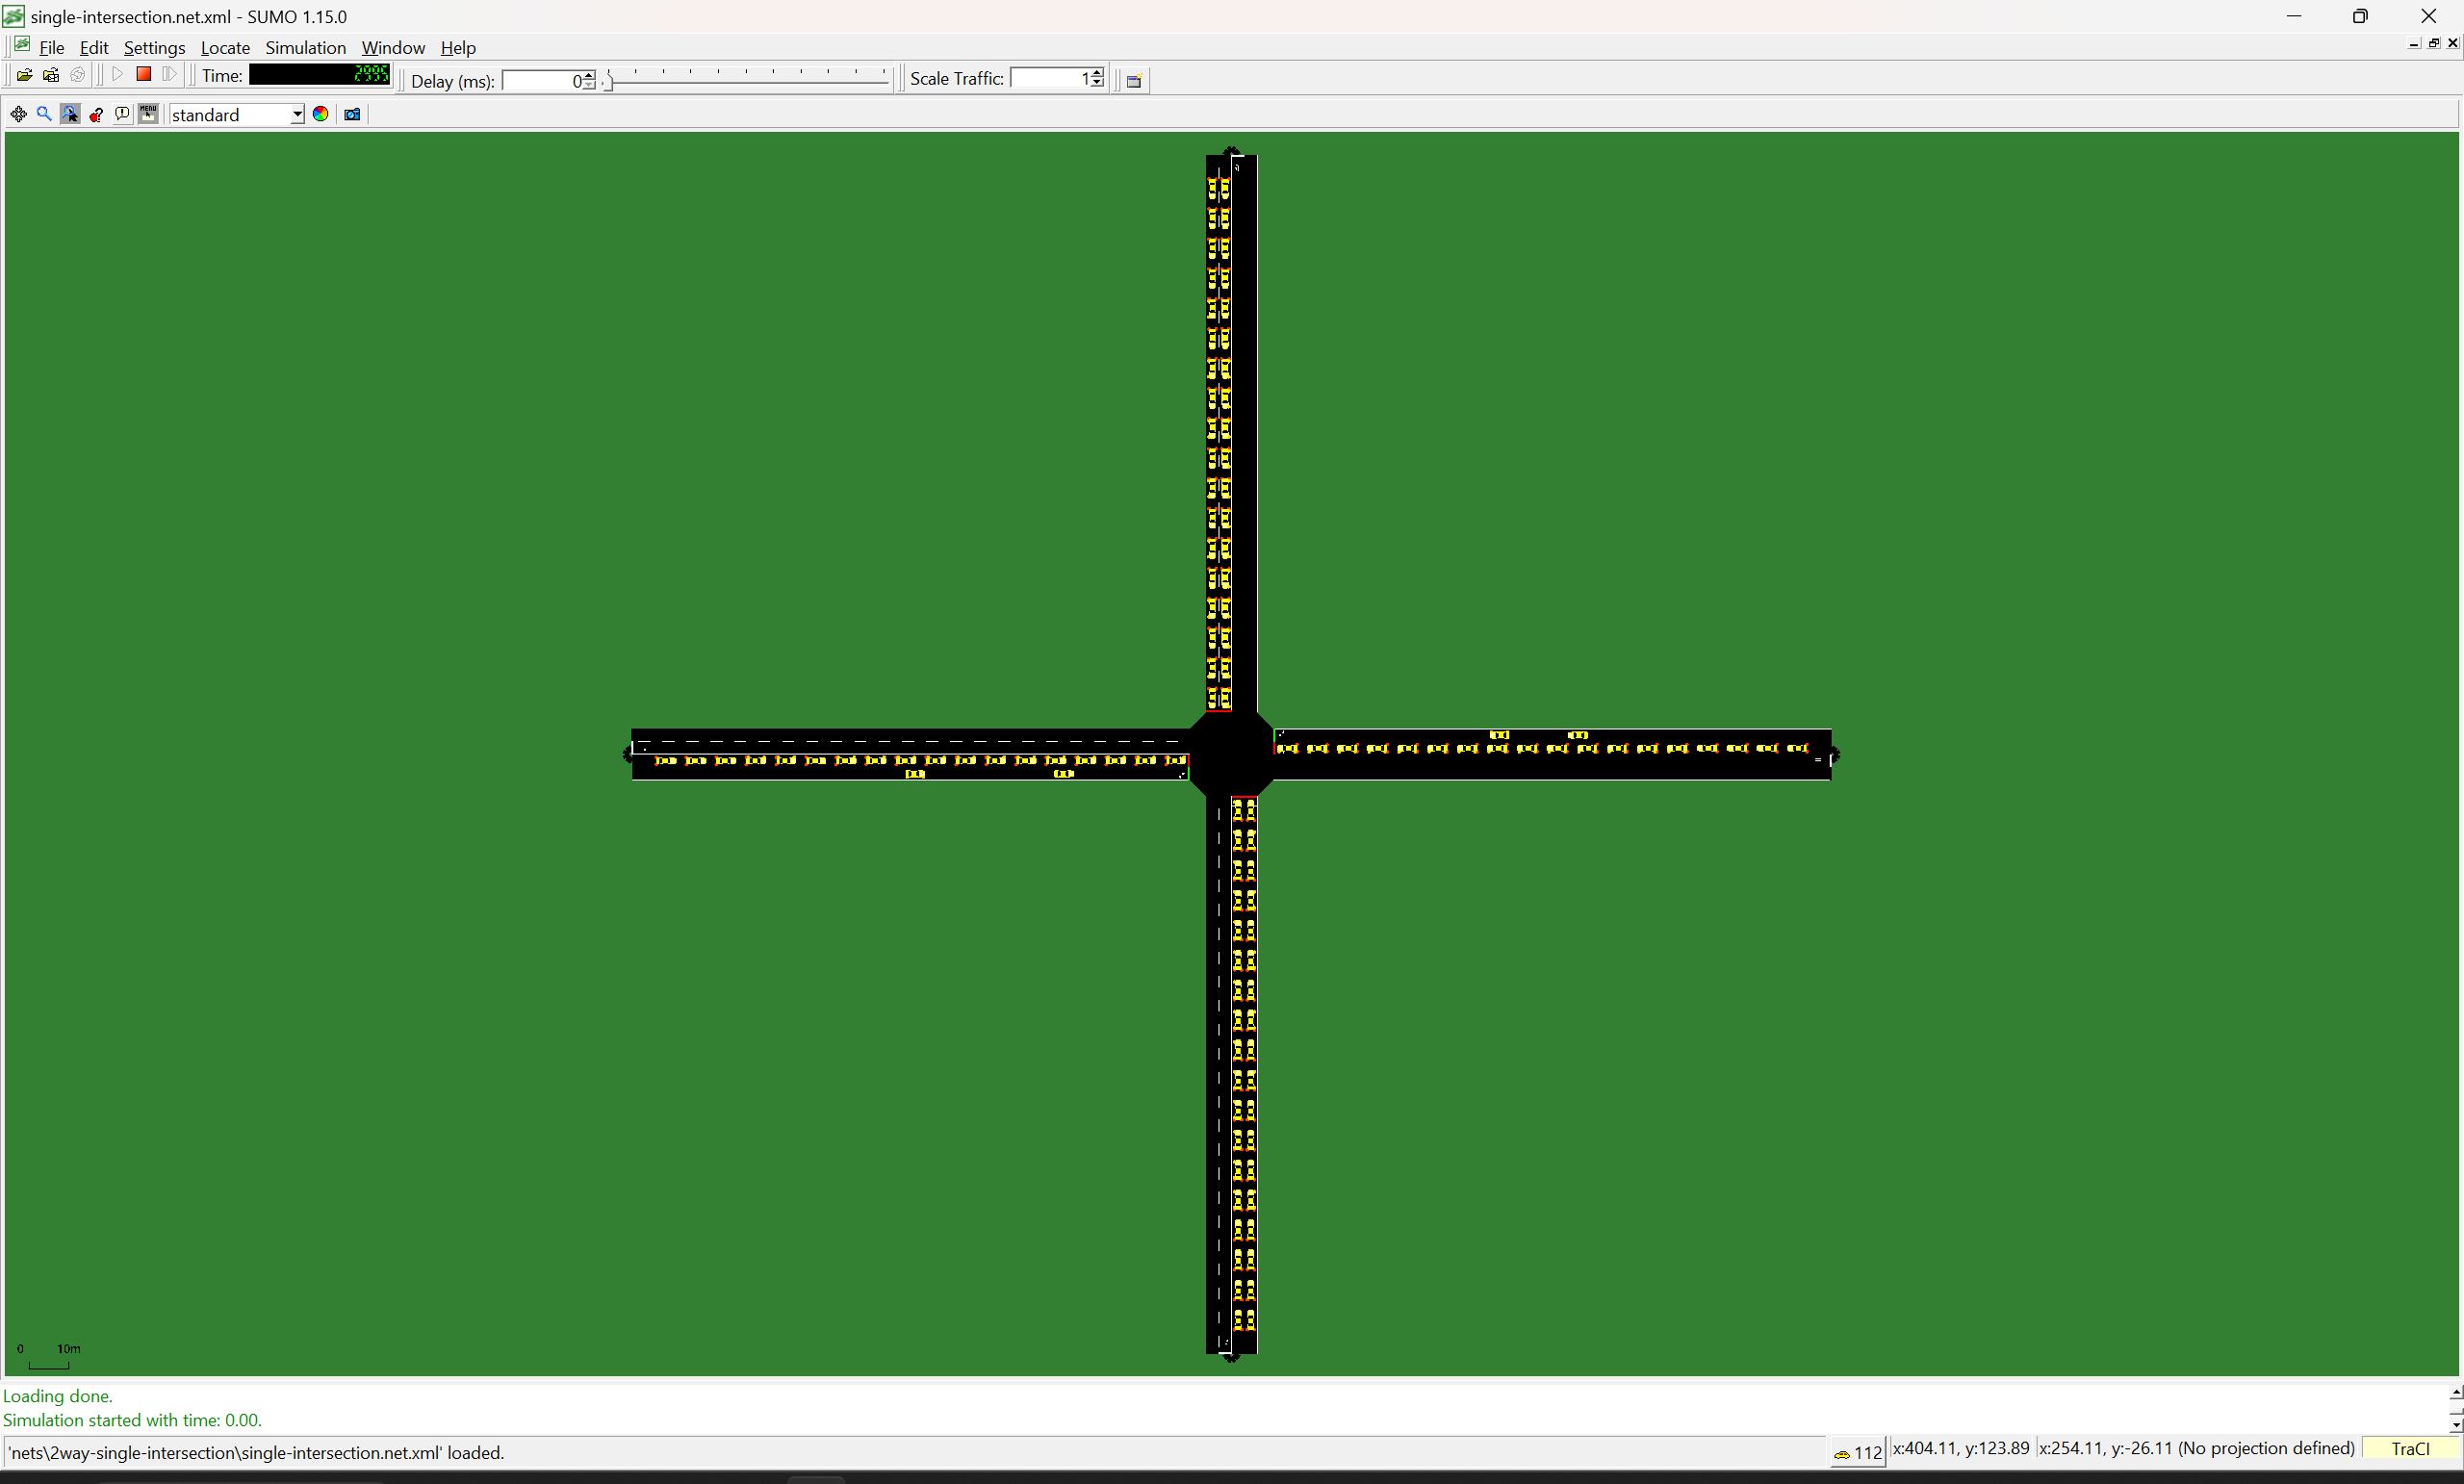 single-intersection.net.xml - SUMO 1.15.0
File Edit Settings Locate Simulation Window Help
Time: 2995 Delay (ms): 0 Scale Traffic: 1
MENU standard
0 10m
Loading done.
Simulation started with time: 0.00.
'nets\2way-single-intersection\single-intersection.net.xml' loaded. 112 x:404.11, y:123.89 x:254.11, y:-26.11 (No projection defined) TraCI